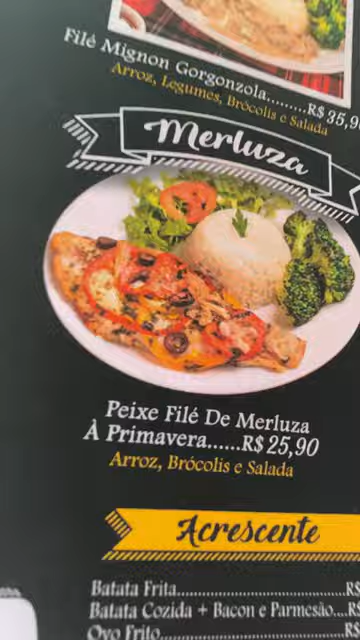 Filé Mignon Gorgonzola.........R$ 35,9
Arroz, Legumes, Brócolis e Salada
Merluza
Peixe Filé De Merluza
À Primavera......R$ 25,90
Arroz, Brócolis e Salada
Acrescente
Batata Frita
Batata Cozida + Bacon e Parmesão....R$
Ovo Frito